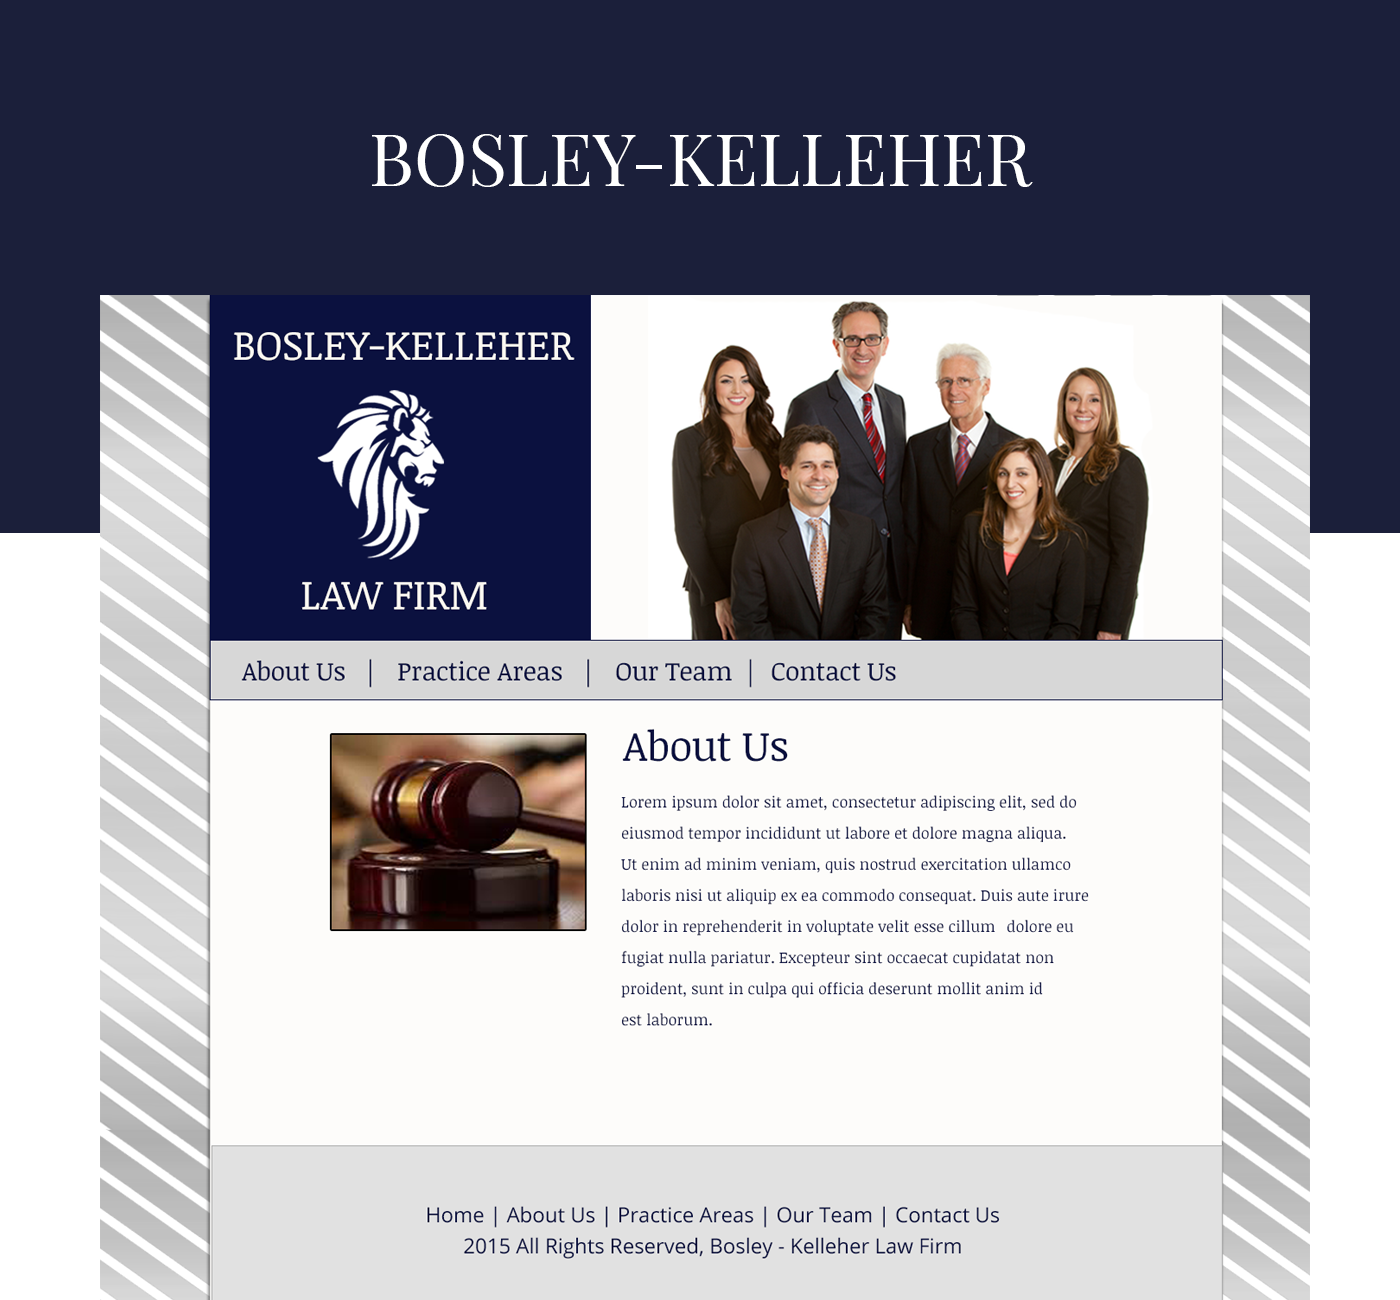 BOSLEY-KELLEHER
BOSLEY-KELLEHER
LAW FIRM
About Us | Practice Areas | Our Team | Contact Us
About Us
Lorem ipsum dolor sit amet, consectetur adipiscing elit, sed do
eiusmod tempor incididunt ut labore et dolore magna aliqua.
Ut enim ad minim veniam, quis nostrud exercitation ullamco
laboris nisi ut aliquip ex ea commodo consequat. Duis aute irure
dolor in reprehenderit in voluptate velit esse cillum dolore eu
fugiat nulla pariatur. Excepteur sint occaecat cupidatat non
proident, sunt in culpa qui officia deserunt mollit anim id
est laborum.
Home | About Us | Practice Areas | Our Team | Contact Us
2015 All Rights Reserved, Bosley - Kelleher Law Firm